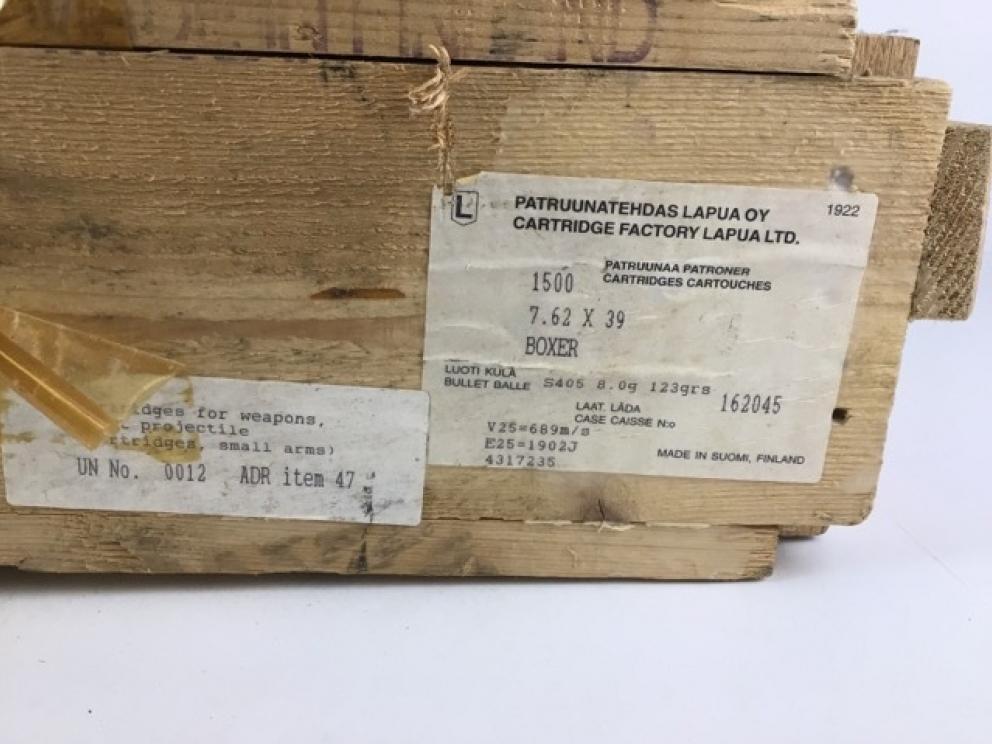 L
PATRUUNATEHDAS LAPUA OY
CARTRIDGE FACTORY LAPUA LTD.
1922
1500
PATRUUNAA PATRONER
CARTRIDGES CARTOUCHES
7.62 X 39
BOXER
LUOTI KULA
BULLET BALLE S405 8.0g 123grs
LAAT. LÅDA
CASE CAISSE N:o
162045
V25=689m/s
E25=1902J
4317235
MADE IN SUOMI, FINLAND
for weapons,
projectile
small arms)
UN No. 0012 ADR item 47